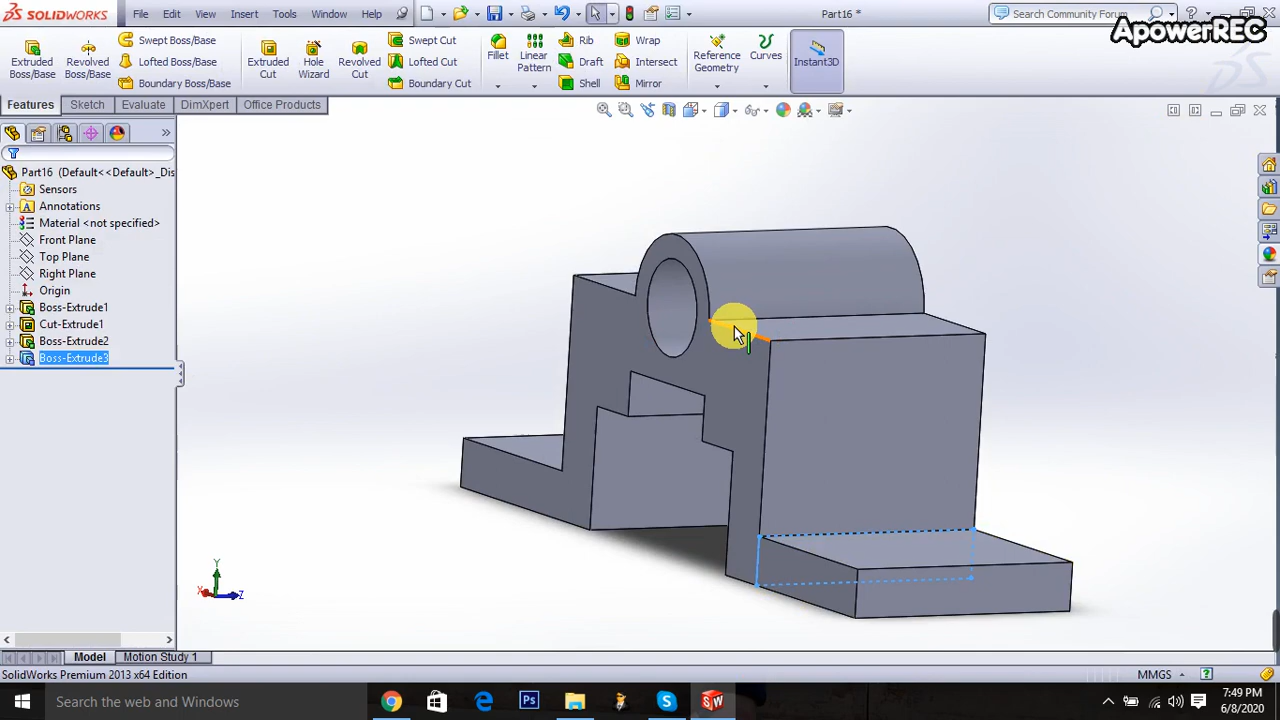 SOLIDWORKS File Edit View Insert Tools Window Help Part16 * Search Community Forum
ApowerREC
Extruded Boss/Base Revolved Boss/Base Swept Boss/Base Lofted Boss/Base Boundary Boss/Base Extruded Cut Hole Wizard Revolved Cut Swept Cut Lofted Cut Boundary Cut Fillet Linear Pattern Rib Draft Shell Wrap Intersect Mirror Reference Geometry Curves Instant3D
Features Sketch Evaluate DimXpert Office Products
Part16 (Default<<Default>_Dis
Sensors
Annotations
Material <not specified>
Front Plane
Top Plane
Right Plane
Origin
Boss-Extrude1
Cut-Extrude1
Boss-Extrude2
Boss-Extrude3
Y
X Z
Model Motion Study 1
SolidWorks Premium 2013 x64 Edition MMGS
Search the web and Windows 7:49 PM
6/8/2020